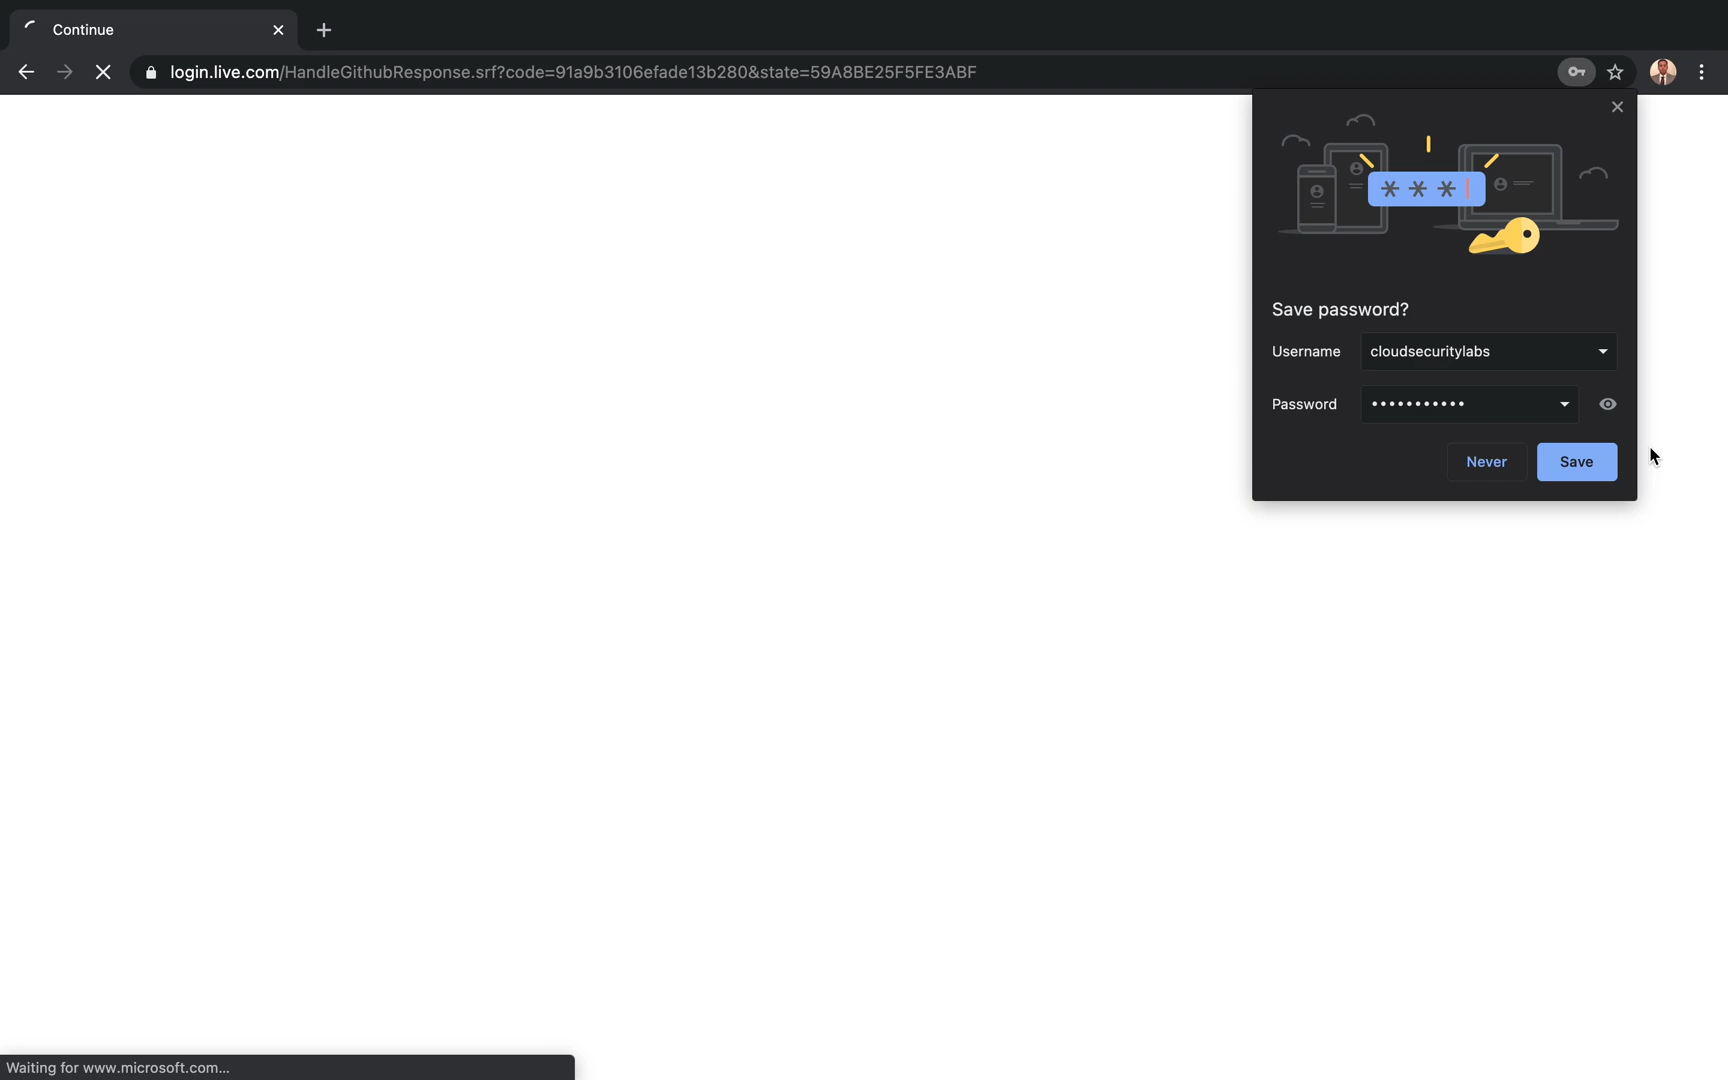 Continue
login.live.com/HandleGithubResponse.srf?code=91a9b3106efade13b280&state=59A8BE25F5FE3ABF
* * *
Save password?
Username cloudsecuritylabs
Password •••••••••••
Never Save
Waiting for www.microsoft.com...